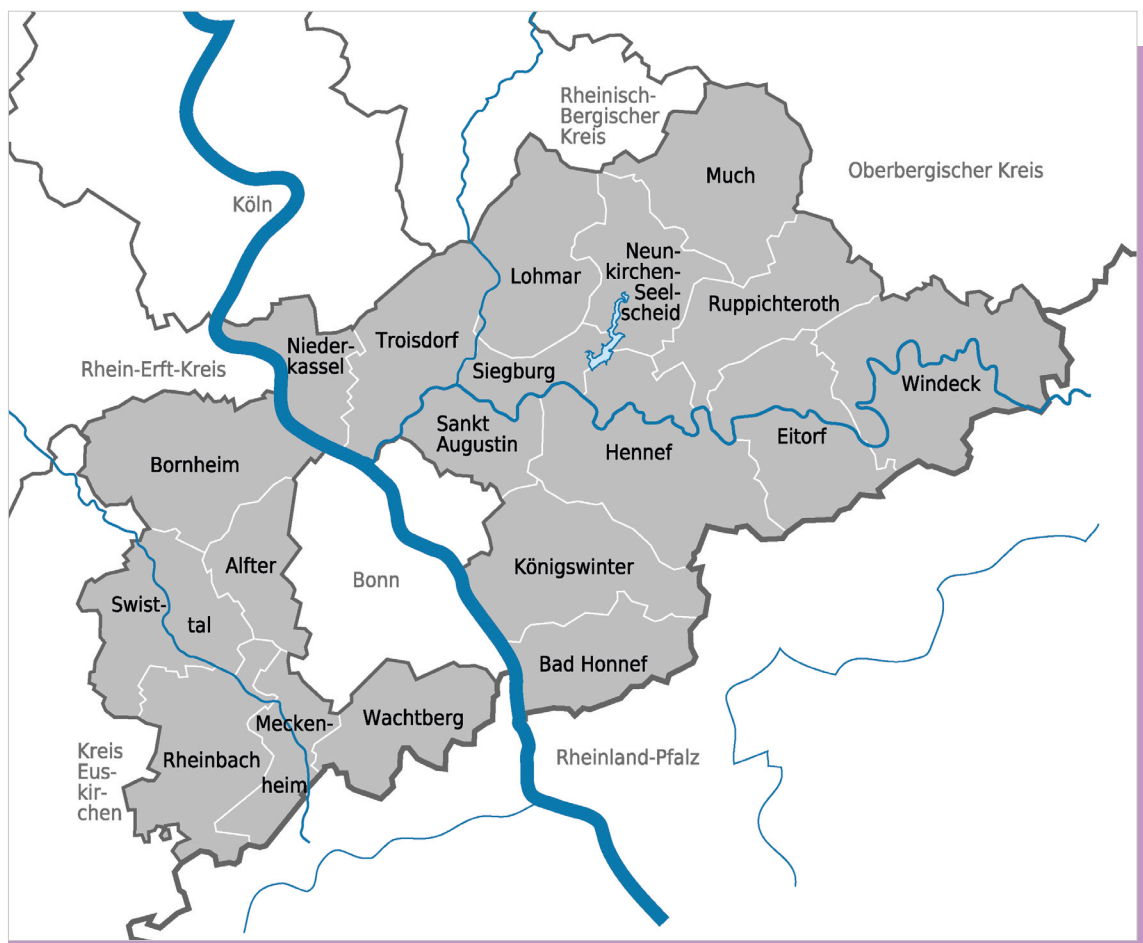 Rheinisch-
Bergischer
Kreis
Much
Oberbergischer Kreis
Köln
Neun-
kirchen-
Seel-
scheid
Lohmar
Ruppichteroth
Troisdorf
Nieder-
kassel
Rhein-Erft-Kreis
Siegburg
Windeck
Sankt
Augustin
Eitorf
Hennef
Bornheim
Alfter
Königswinter
Bonn
Swist-
tal
Bad Honnef
Wachtberg
Mecken-
heim
Rheinbach
Rheinland-Pfalz
Kreis
Eus-
kir-
chen